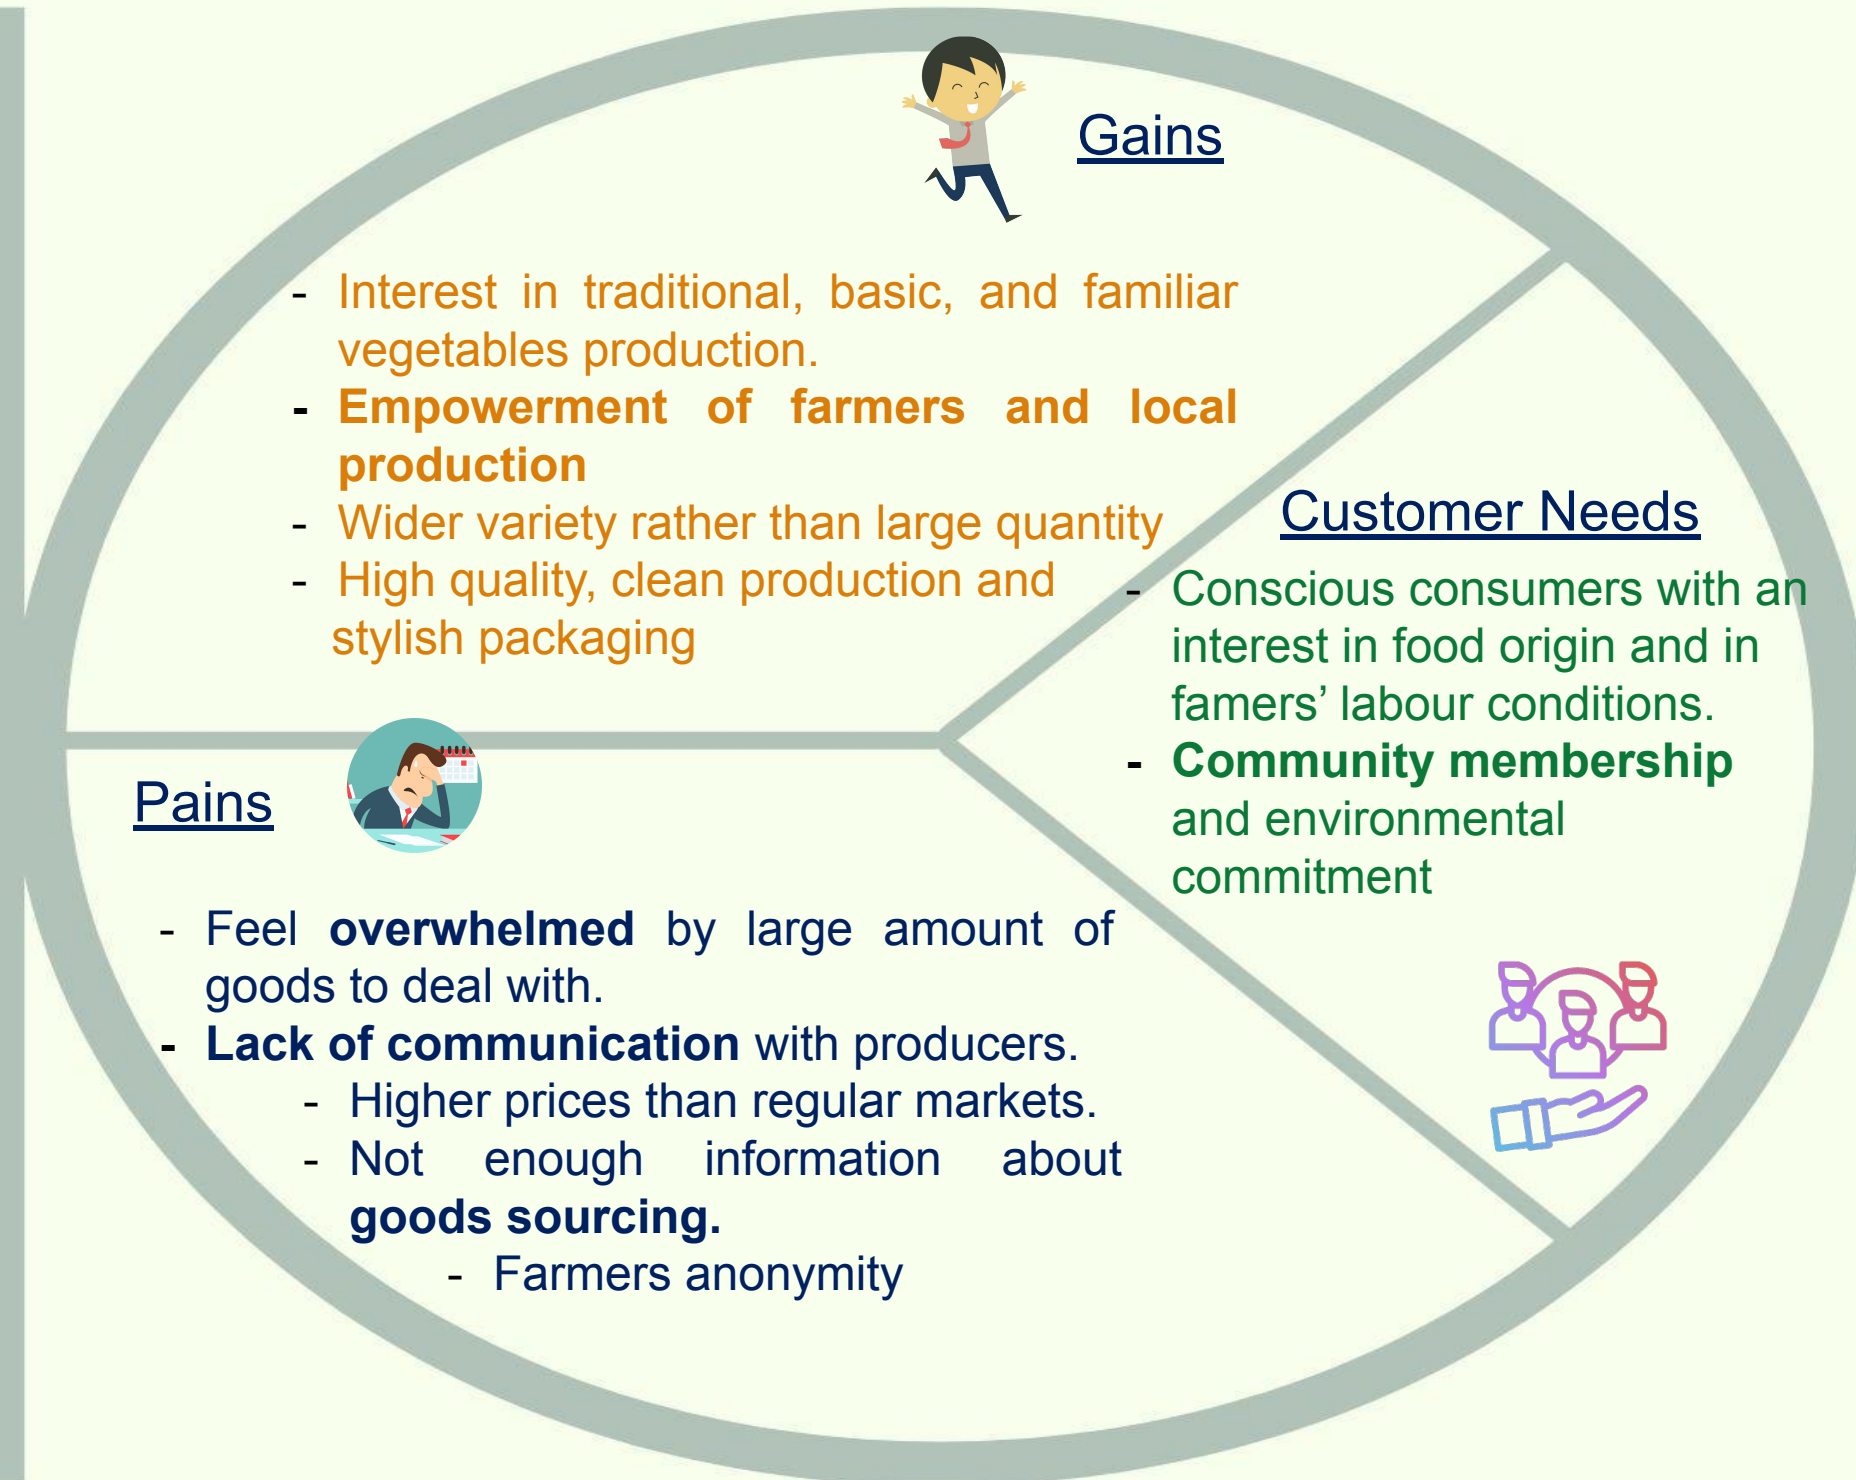 Gains
- Interest in traditional, basic, and familiar
vegetables production.
- Empowerment of farmers and local
production
- Wider variety rather than large quantity
- High quality, clean production and
stylish packaging
Customer Needs
- Conscious consumers with an
interest in food origin and in
famers’ labour conditions.
- Community membership
and environmental
commitment
Pains
- Feel overwhelmed by large amount of
goods to deal with.
- Lack of communication with producers.
- Higher prices than regular markets.
- Not enough information about
goods sourcing.
- Farmers anonymity